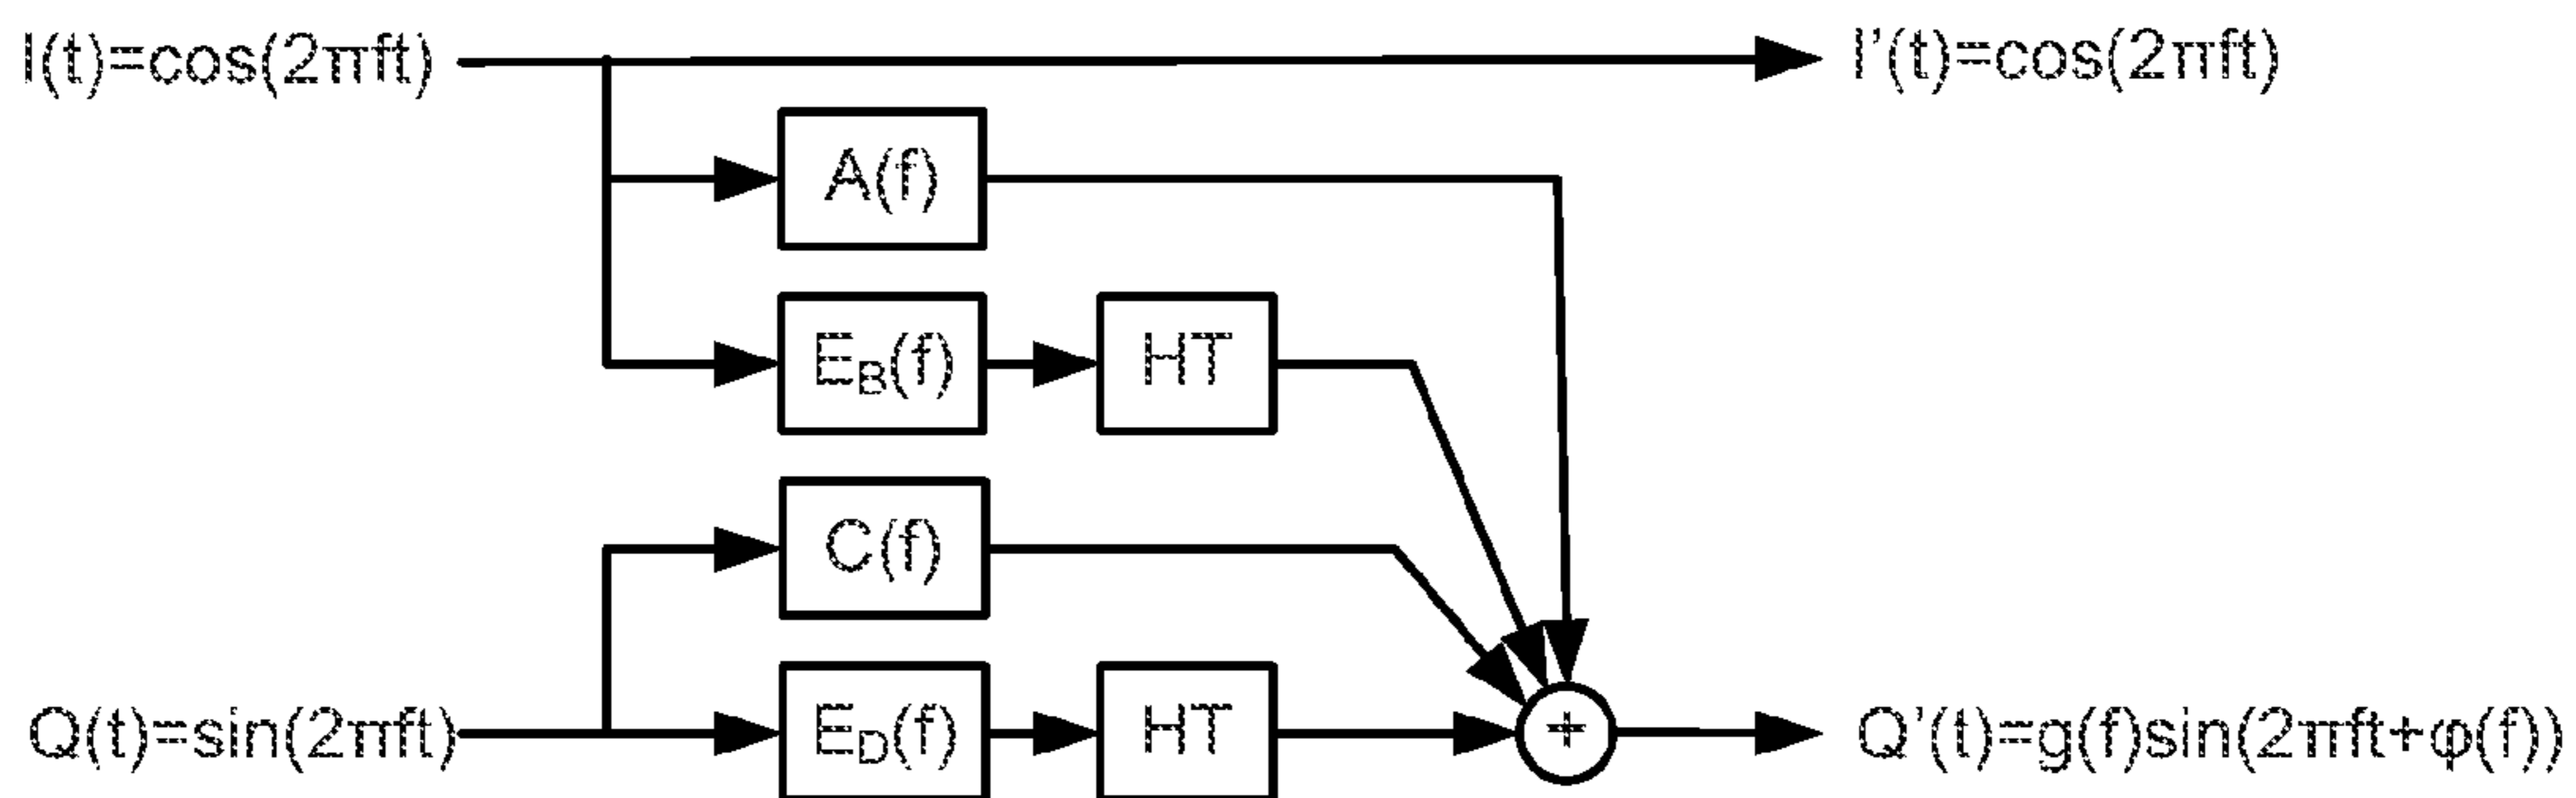 I(t)=cos(2πft) I’(t)=cos(2πft)
A(f)
E_B(f) HT
C(f)
Q(t)=sin(2πft) E_D(f) HT + Q’(t)=g(f)sin(2πft+φ(f))